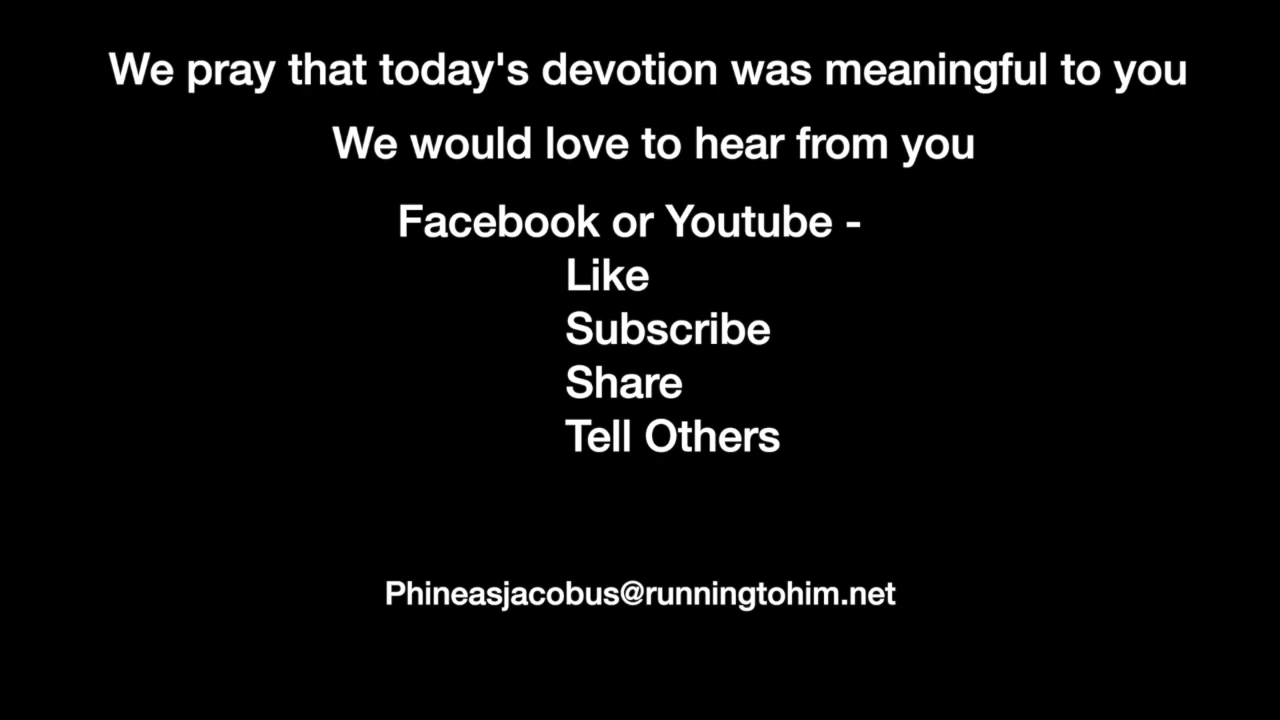 We pray that today's devotion was meaningful to you
We would love to hear from you
Facebook or Youtube -
Like
Subscribe
Share
Tell Others
Phineasjacobus@runningtohim.net